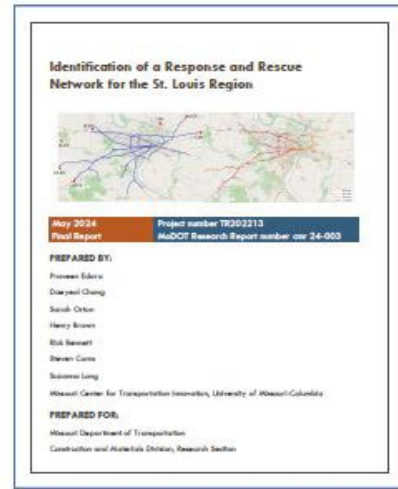 Identification of a Response and Rescue
Network for the St. Louis Region
May 2024
Final Report
Project number TR202213
MoDOT Research Report number cmr 24-003
PREPARED BY:
Praveen Edara
Daeyeol Chang
Sarah Orton
Henry Brown
Rick Bennett
Steven Corns
Suzanna Long
Missouri Center for Transportation Innovation, University of Missouri-Columbia
PREPARED FOR:
Missouri Department of Transportation
Construction and Materials Division, Research Section